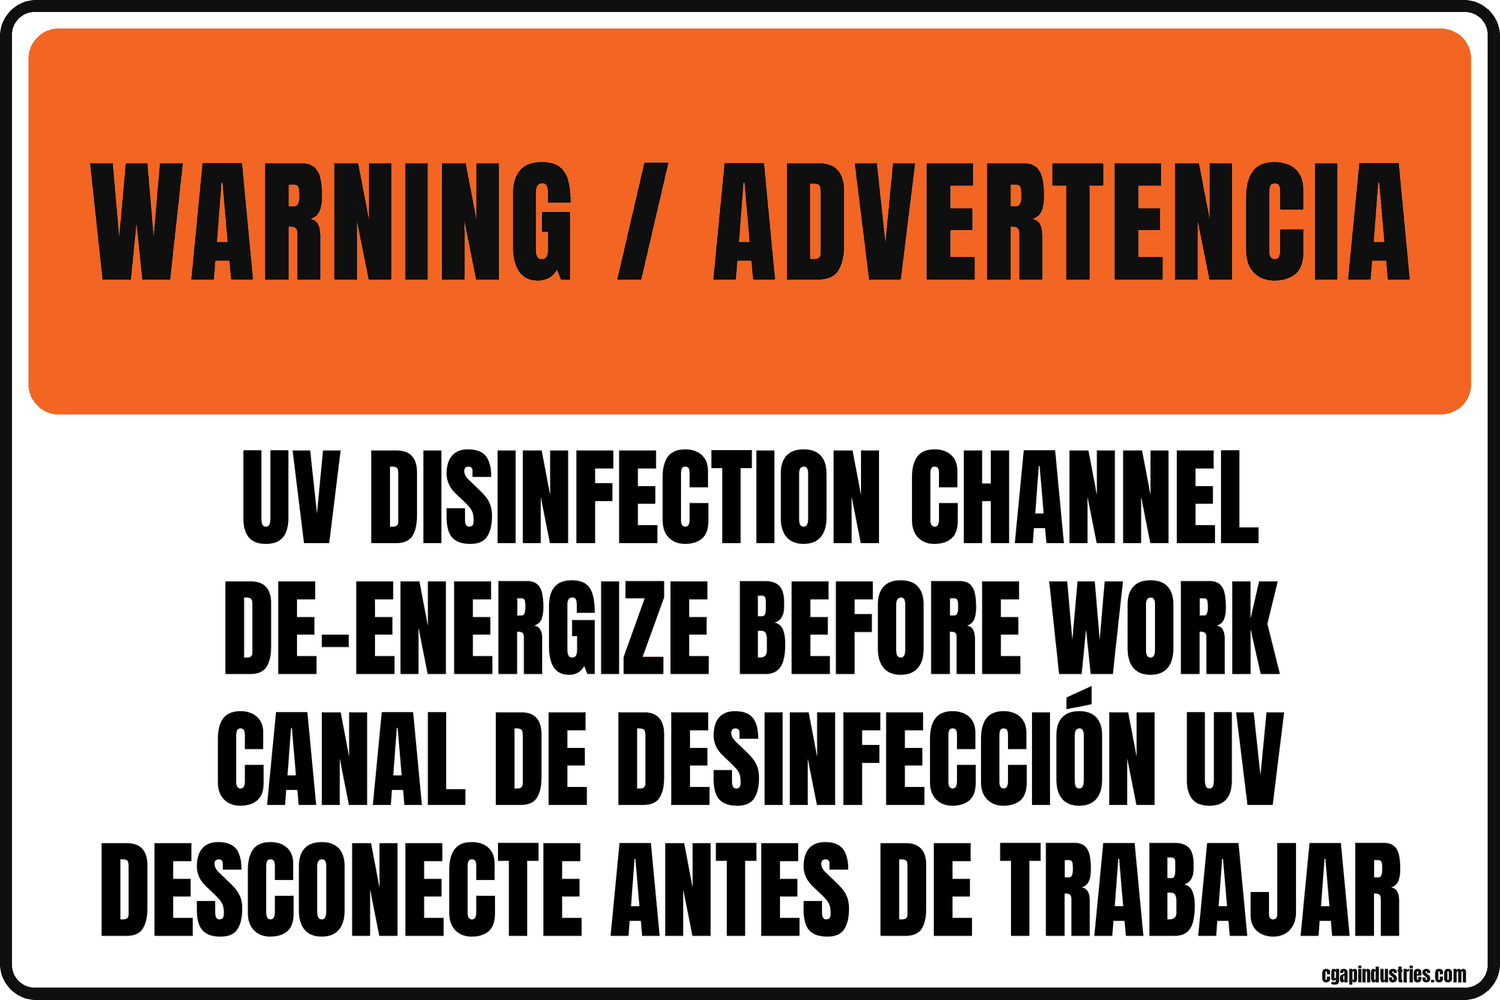 WARNING / ADVERTENCIA
UV DISINFECTION CHANNEL
DE-ENERGIZE BEFORE WORK
CANAL DE DESINFECCIÓN UV
DESCONECTE ANTES DE TRABAJAR
cgapindustries.com